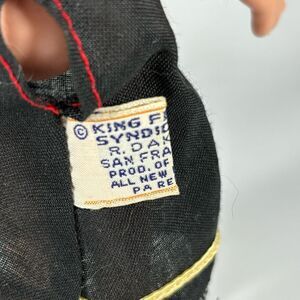 © KING F
SYNDIC
R. DAK
SAN FRA
PROD. OF
ALL NEW
PA RE